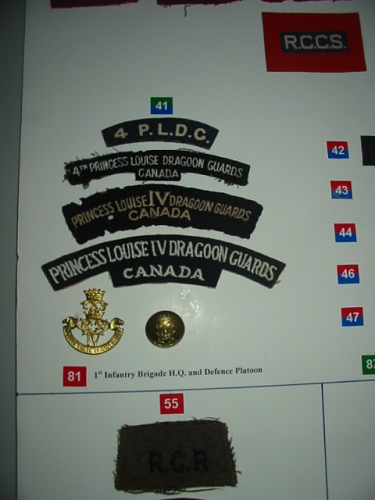 R.C.C.S.
41
4 P.L.D.G.
4TH PRINCESS LOUISE DRAGOON GUARDS
CANADA
PRINCESS LOUISE IV DRAGOON GUARDS
CANADA
PRINCESS LOUISE IV DRAGOON GUARDS
CANADA
42
43
44
46
47
81 1st Infantry Brigade H.Q. and Defence Platoon
55
R.C.R